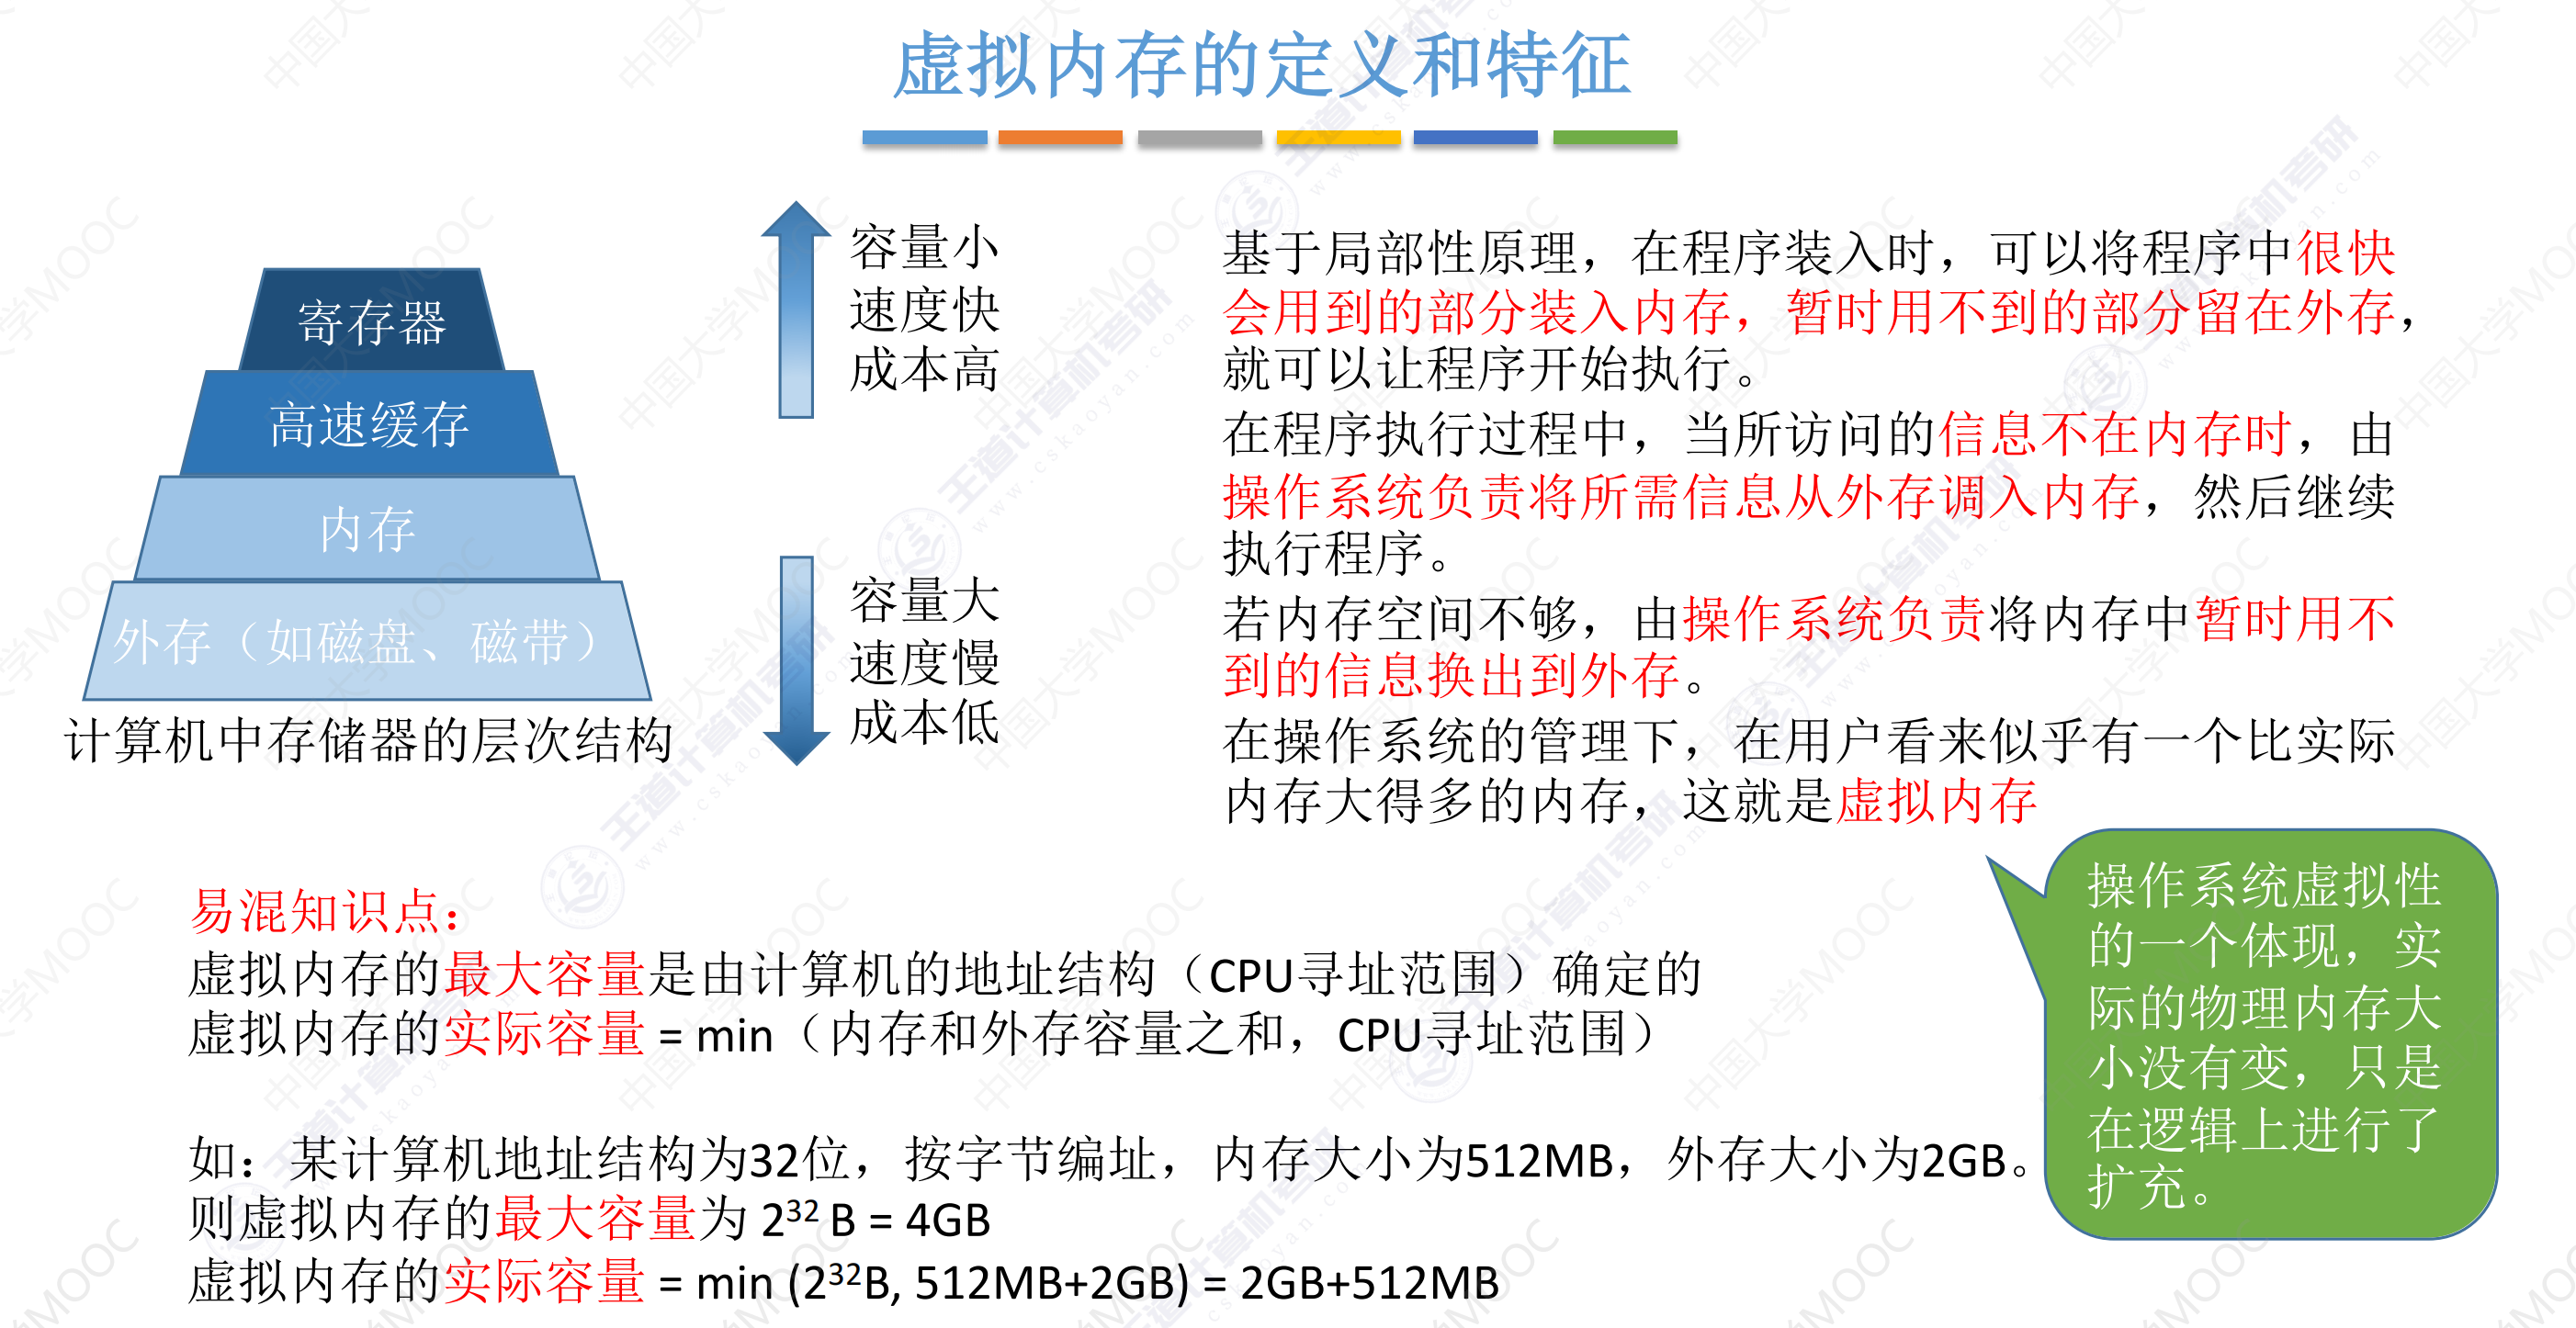 虚拟内存的定义和特征
寄存器
高速缓存
内存
外存（如磁盘、磁带）
计算机中存储器的层次结构
容量小
速度快
成本高
容量大
速度慢
成本低
基于局部性原理，在程序装入时，可以将程序中很快
会用到的部分装入内存，暂时用不到的部分留在外存，
就可以让程序开始执行。
在程序执行过程中，当所访问的信息不在内存时，由
操作系统负责将所需信息从外存调入内存，然后继续
执行程序。
若内存空间不够，由操作系统负责将内存中暂时用不
到的信息换出到外存。
在操作系统的管理下，在用户看来似乎有一个比实际
内存大得多的内存，这就是虚拟内存
操作系统虚拟性
的一个体现，实
际的物理内存大
小没有变，只是
在逻辑上进行了
扩充。
易混知识点：
虚拟内存的最大容量是由计算机的地址结构（CPU寻址范围）确定的
虚拟内存的实际容量 = min（内存和外存容量之和，CPU寻址范围）
如：某计算机地址结构为32位，按字节编址，内存大小为512MB，外存大小为2GB。
则虚拟内存的最大容量为 2³² B = 4GB
虚拟内存的实际容量 = min (2³²B, 512MB+2GB) = 2GB+512MB
中国大学MOOC
王道计算机考研
www.cskaoyan.com